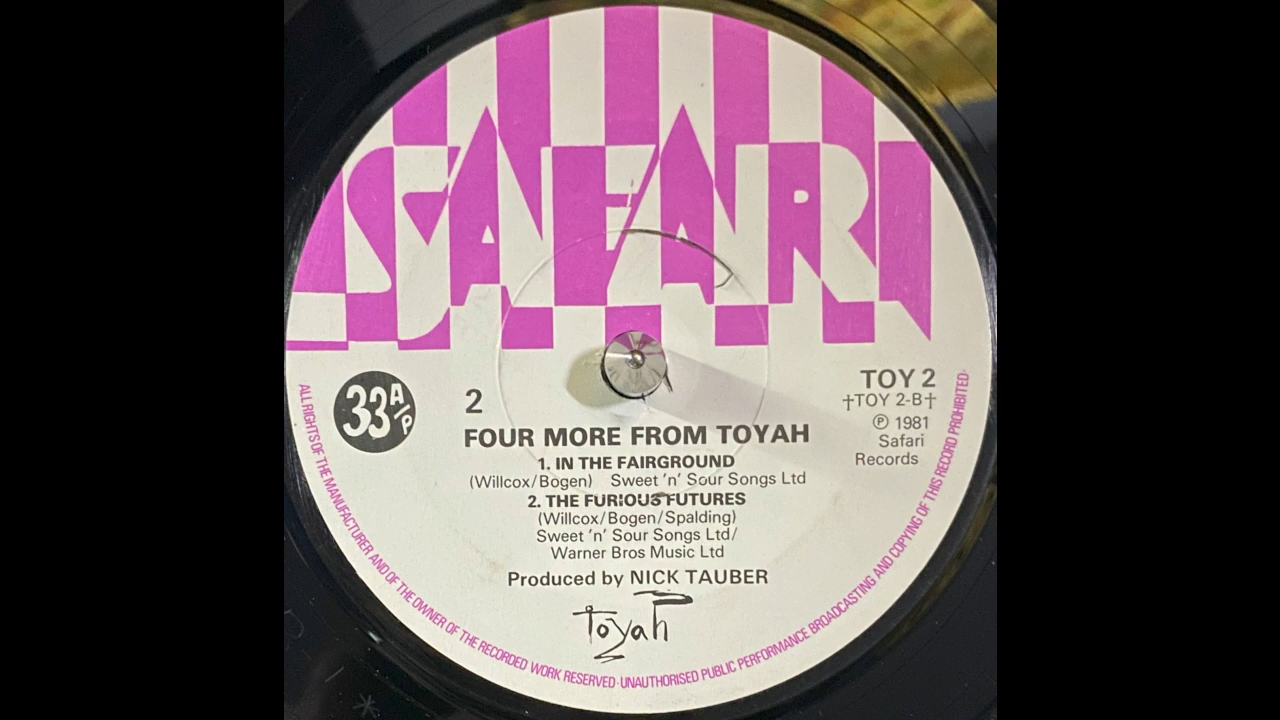 SAFARI
33 A/P
2
TOY 2
†TOY 2-B†
℗ 1981
Safari
Records
FOUR MORE FROM TOYAH
1. IN THE FAIRGROUND
(Willcox/Bogen) Sweet 'n' Sour Songs Ltd
2. THE FURIOUS FUTURES
(Willcox/Bogen/Spalding)
Sweet 'n' Sour Songs Ltd/
Warner Bros Music Ltd
Produced by NICK TAUBER
toyah
ALL RIGHTS OF THE MANUFACTURER AND OF THE OWNER OF THE RECORDED WORK RESERVED·UNAUTHORISED PUBLIC PERFORMANCE BROADCASTING AND COPYING OF THIS RECORD PROHIBITED·